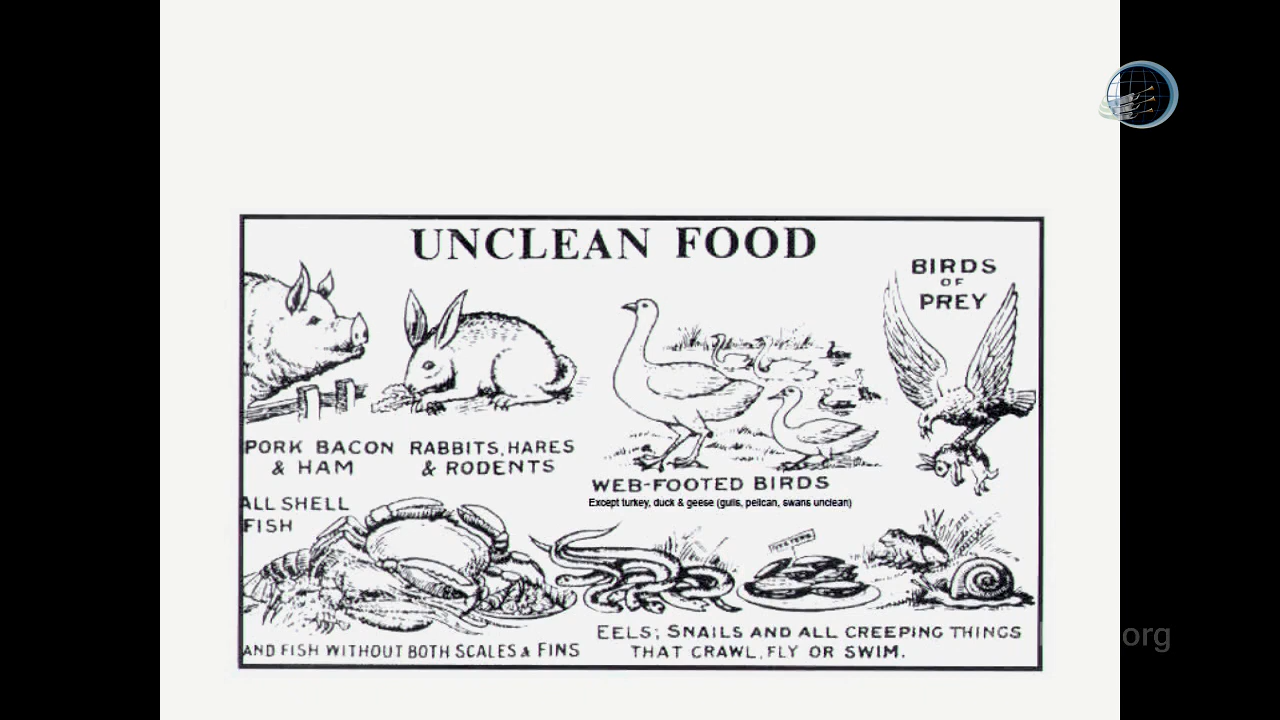 UNCLEAN FOOD
BIRDS
OF
PREY
PORK BACON
& HAM
RABBITS, HARES
& RODENTS
WEB-FOOTED BIRDS
Except turkey, duck & geese (gulls, pelican, swans unclean)
ALL SHELL
FISH
AND FISH WITHOUT BOTH SCALES & FINS
OYSTERS
EELS; SNAILS AND ALL CREEPING THINGS
THAT CRAWL, FLY OR SWIM.
org